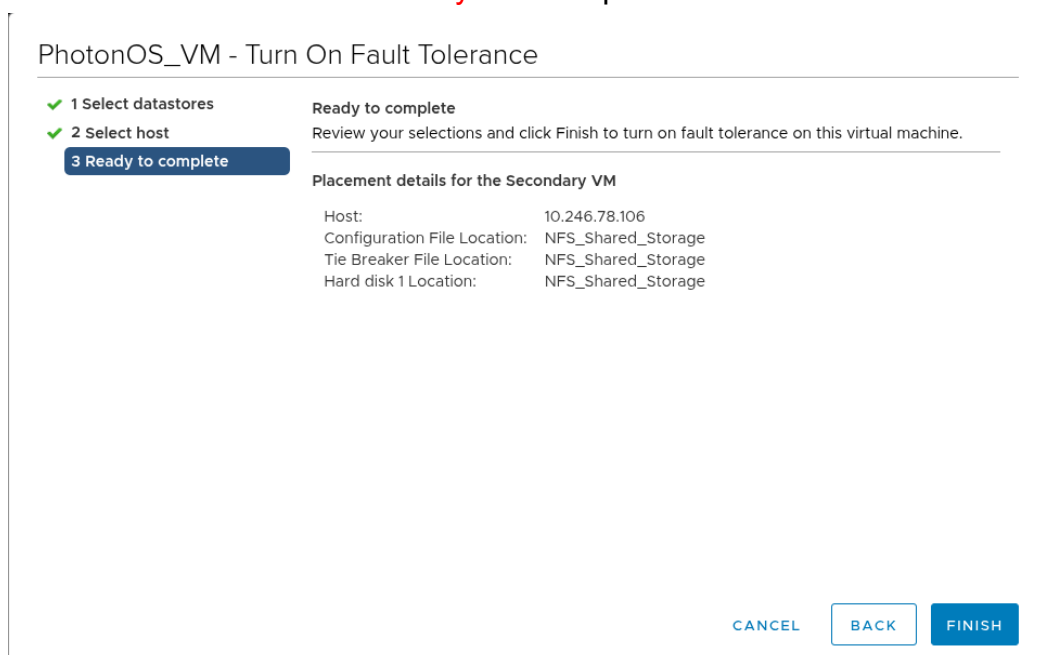 PhotonOS_VM - Turn On Fault Tolerance
1 Select datastores
2 Select host
3 Ready to complete
Ready to complete
Review your selections and click Finish to turn on fault tolerance on this virtual machine.
Placement details for the Secondary VM
Host: 10.246.78.106
Configuration File Location: NFS_Shared_Storage
Tie Breaker File Location: NFS_Shared_Storage
Hard disk 1 Location: NFS_Shared_Storage
CANCEL BACK FINISH